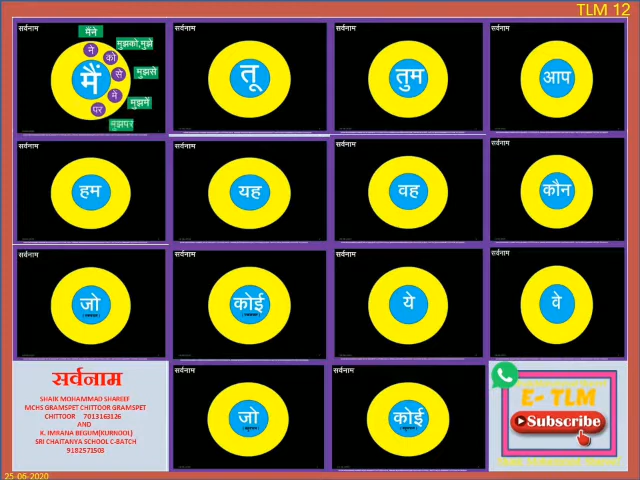 TLM 12
सर्वनाम
मैंने
ने
को
मुझको,मुझे
से
मुझसे
मैं
में
मुझमें
पर
मुझपर
सर्वनाम
तू
सर्वनाम
तुम
सर्वनाम
आप
सर्वनाम
हम
सर्वनाम
यह
सर्वनाम
वह
सर्वनाम
कौन
सर्वनाम
जो
सर्वनाम
कोई
सर्वनाम
ये
सर्वनाम
वे
सर्वनाम
SHAIK MOHAMMAD SHAREEF
MCHS GRAMSPET CHITTOOR GRAMSPET
CHITTOOR 7013163126
AND
K. IMRANA BEGUM(KURNOOL)
SRI CHAITANYA SCHOOL C-BATCH
9182571503
सर्वनाम
जो
सर्वनाम
कोई
E- TLM
Subscribe
25-06-2020